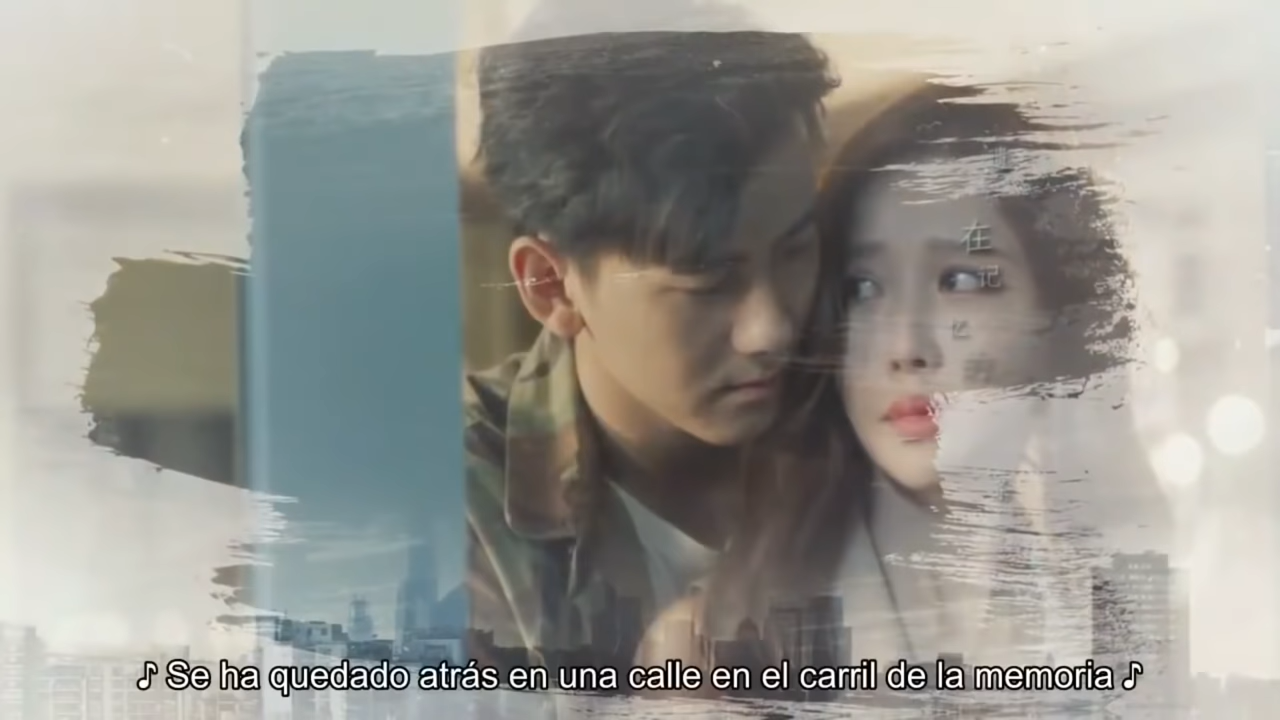 在
记
忆
♪ Se ha quedado atrás en una calle en el carril de la memoria ♪